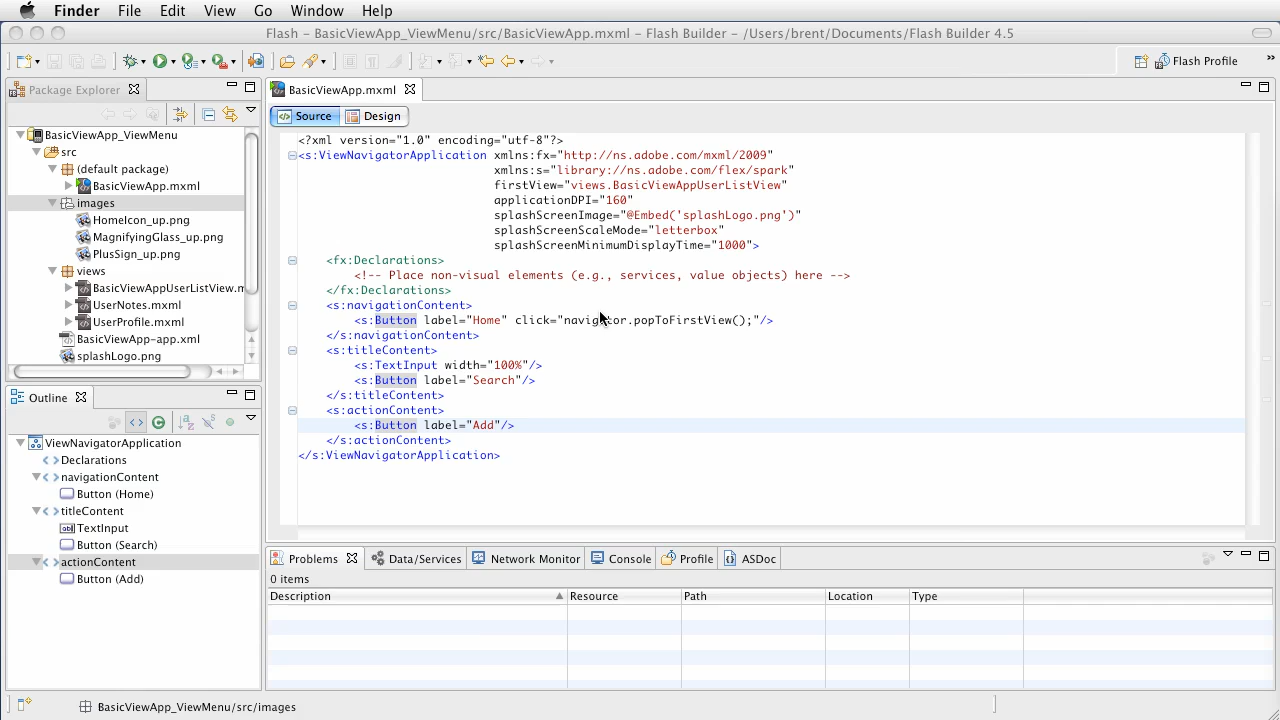 Finder File Edit View Go Window Help
Flash – BasicViewApp_ViewMenu/src/BasicViewApp.mxml – Flash Builder – /Users/brent/Documents/Flash Builder 4.5
Flash Profile
Package Explorer
BasicViewApp_ViewMenu
src
(default package)
BasicViewApp.mxml
images
HomeIcon_up.png
MagnifyingGlass_up.png
PlusSign_up.png
views
BasicViewAppUserListView.m
UserNotes.mxml
UserProfile.mxml
BasicViewApp-app.xml
splashLogo.png
Outline
ViewNavigatorApplication
Declarations
navigationContent
Button (Home)
titleContent
TextInput
Button (Search)
actionContent
Button (Add)
BasicViewApp.mxml
Source Design
<?xml version="1.0" encoding="utf-8"?>
<s:ViewNavigatorApplication xmlns:fx="http://ns.adobe.com/mxml/2009"
xmlns:s="library://ns.adobe.com/flex/spark"
firstView="views.BasicViewAppUserListView"
applicationDPI="160"
splashScreenImage="@Embed('splashLogo.png')"
splashScreenScaleMode="letterbox"
splashScreenMinimumDisplayTime="1000">
<fx:Declarations>
<!-- Place non-visual elements (e.g., services, value objects) here -->
</fx:Declarations>
<s:navigationContent>
<s:Button label="Home" click="navigator.popToFirstView();"/>
</s:navigationContent>
<s:titleContent>
<s:TextInput width="100%"/>
<s:Button label="Search"/>
</s:titleContent>
<s:actionContent>
<s:Button label="Add"/>
</s:actionContent>
</s:ViewNavigatorApplication>
Problems Data/Services Network Monitor Console Profile ASDoc
0 items
Description Resource Path Location Type
BasicViewApp_ViewMenu/src/images